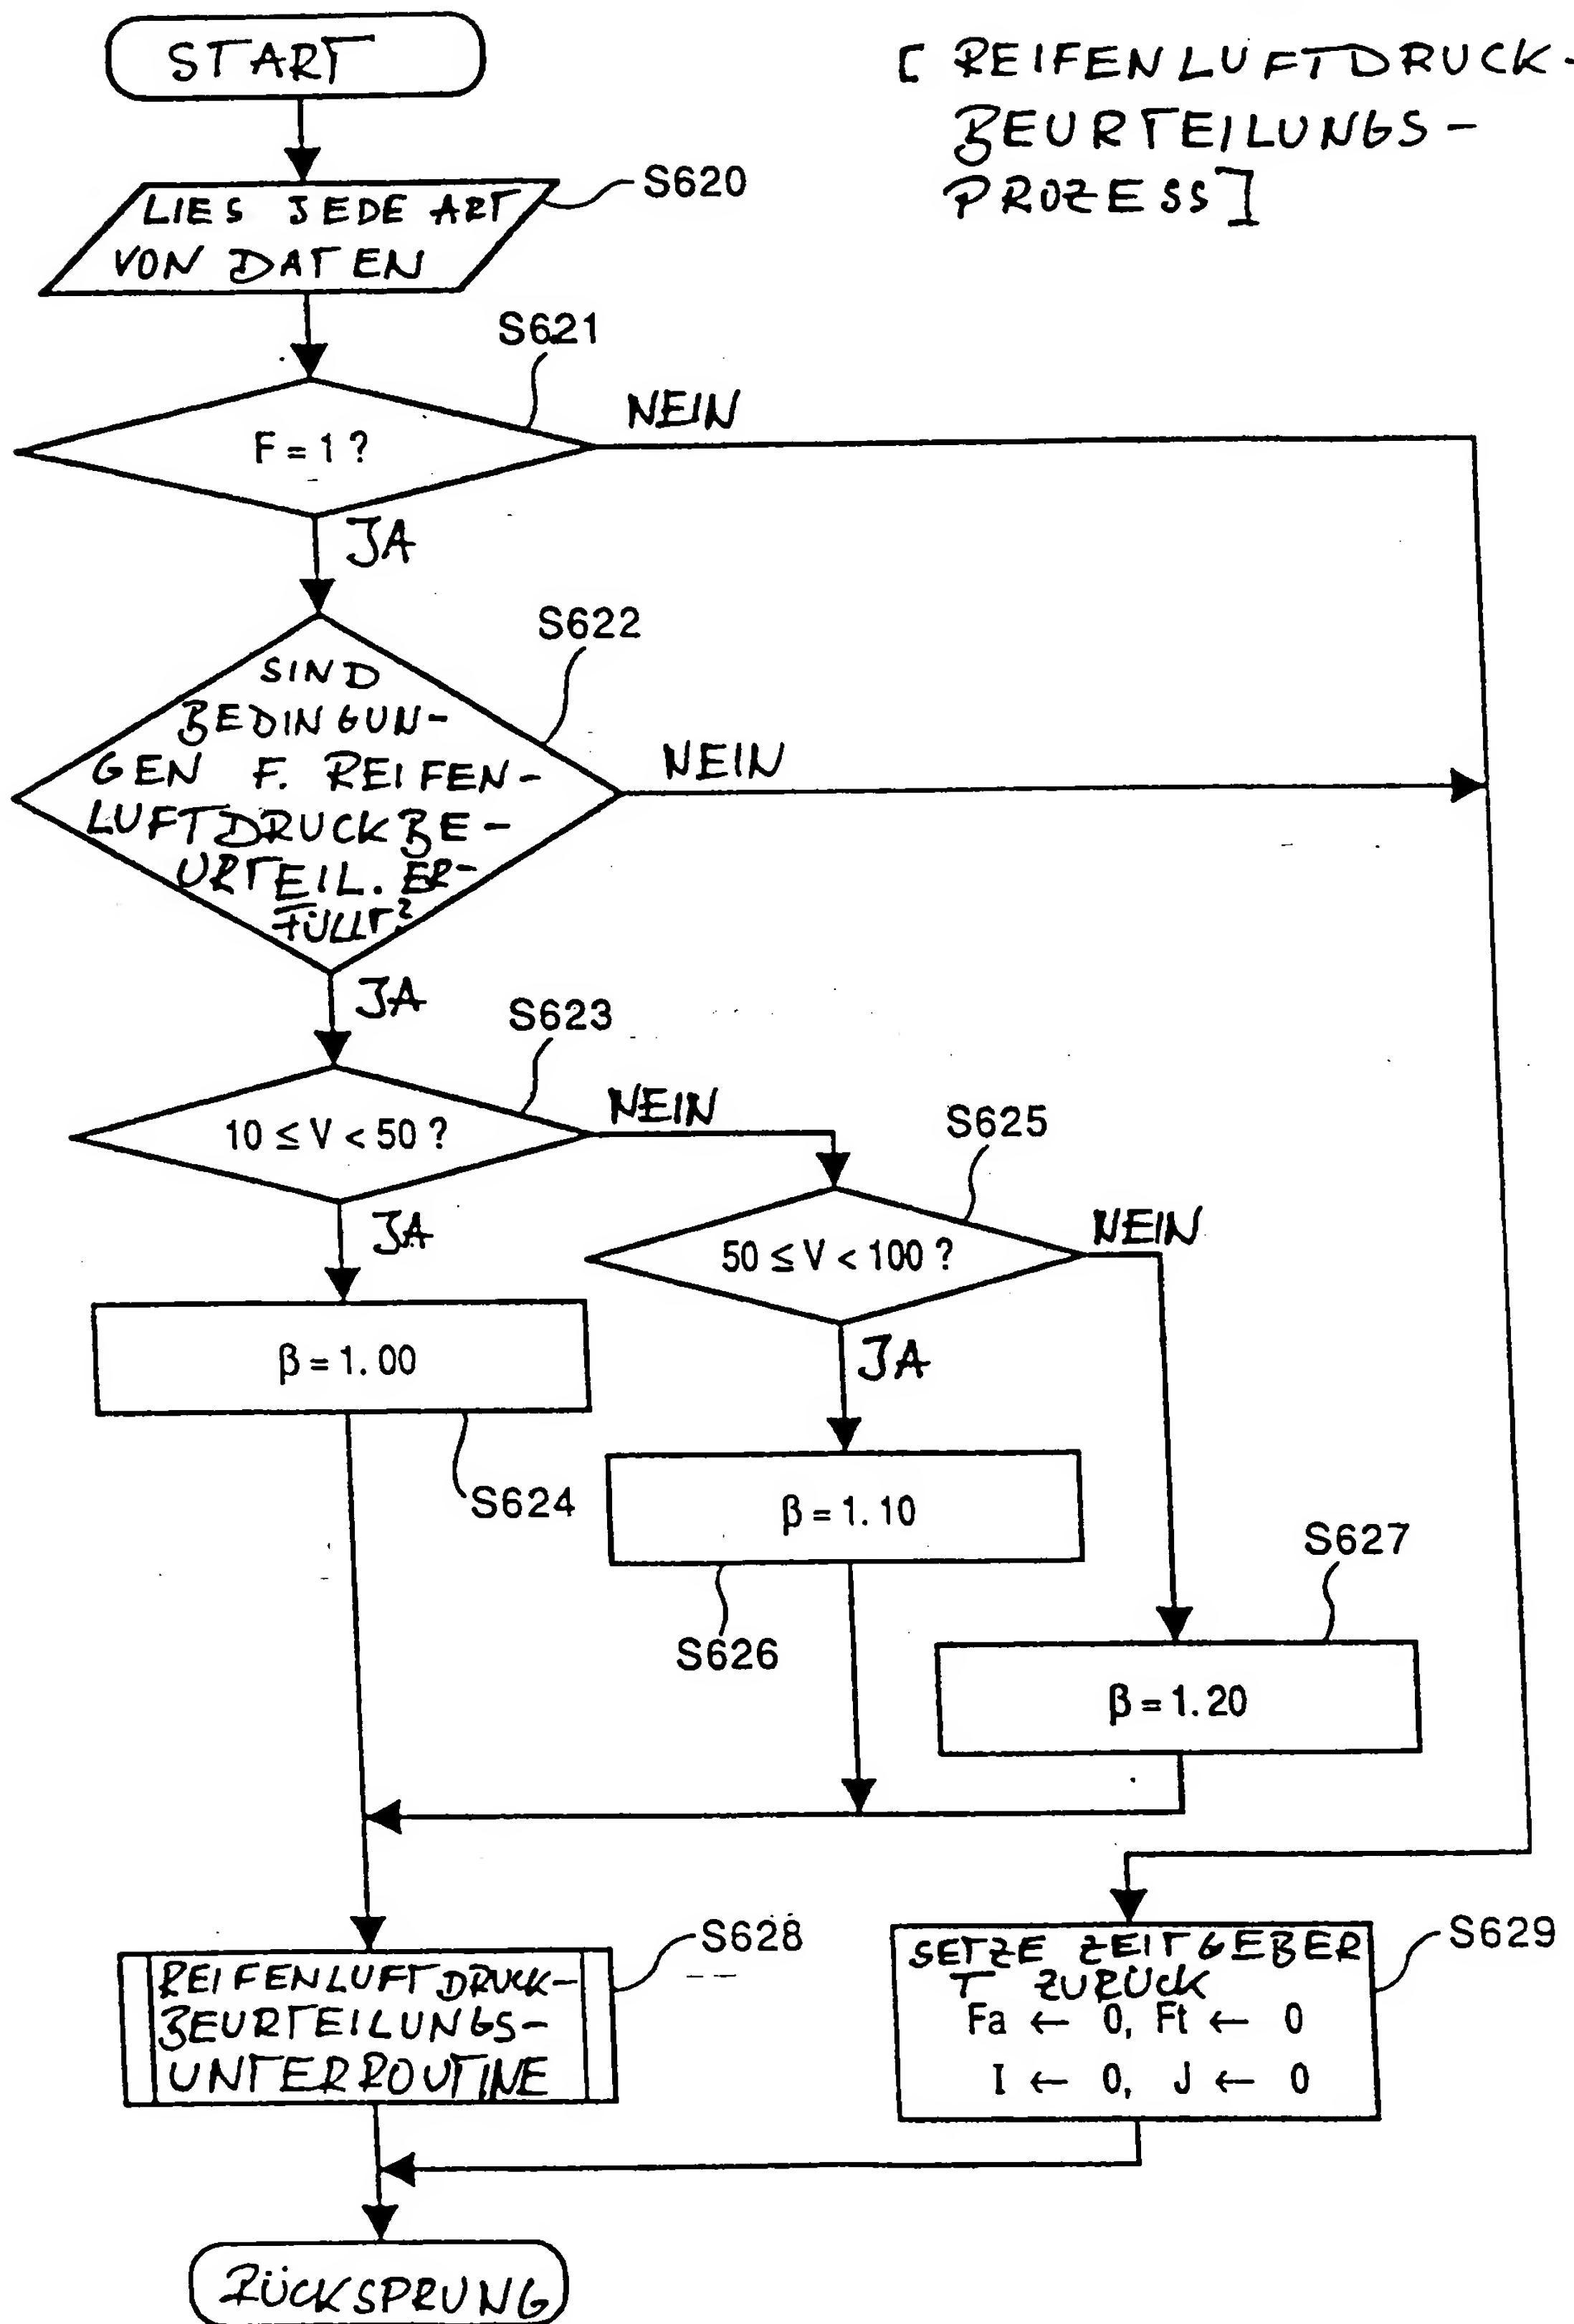 START
[ REIFENLUFTDRUCK-
BEURTEILUNGS-
PROZESS]
LIES JEDE ART
VON DATEN
S620
S621
F = 1 ?
NEIN
JA
S622
SIND
BEDINGUN-
GEN F. REIFEN-
LUFTDRUCKBE-
URTEIL. ER-
FÜLLT?
NEIN
JA
S623
10 ≤ V < 50 ?
NEIN
JA
S625
50 ≤ V < 100 ?
NEIN
JA
β = 1.00
S624
β = 1.10
S626
S627
β = 1.20
S628
REIFENLUFTDRUCK-
BEURTEILUNGS-
UNTERROUTINE
S629
SETZE ZEITGEBER
T ZURÜCK
Fa ← 0, Ft ← 0
I ← 0, J ← 0
RÜCKSPRUNG